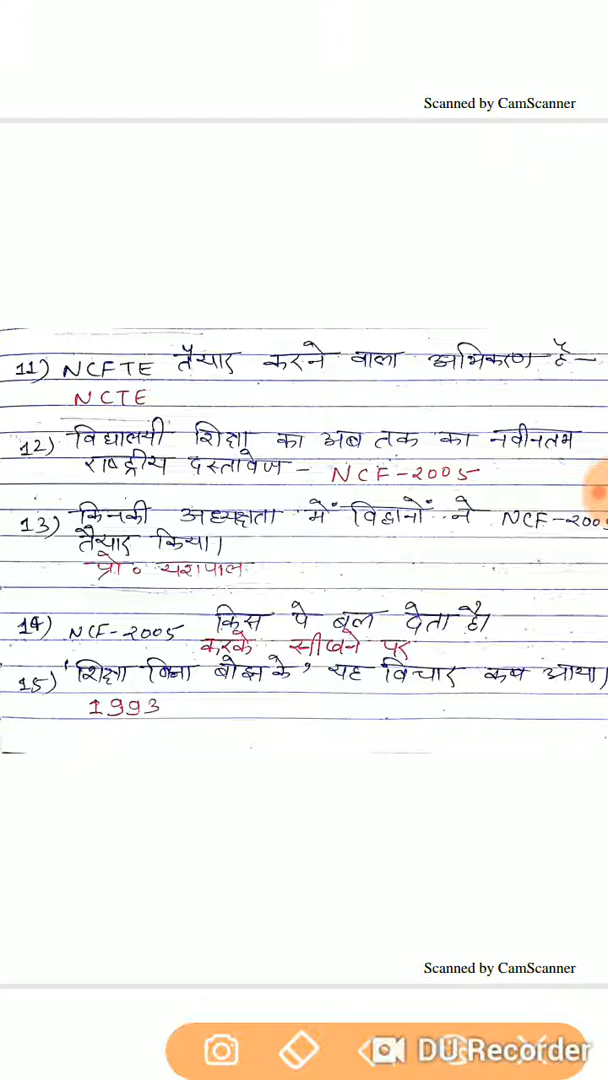 Scanned by CamScanner
11) NCFTE तैयार करने वाला अभिकरण है –
NCTE
12) विद्यालयी शिक्षा का अब तक का नवीनतम
राष्ट्रीय दस्तावेज – NCF-2005
13) किनकी अध्यक्षता में विद्वानों ने NCF-2005
तैयार किया।
प्रो० यशपाल
14) NCF-2005 किस पे बल देता है।
करके सीखने पर
15) 'शिक्षा बिना बोझ के' यह विचार कब आया।
1993
Scanned by CamScanner
DU Recorder